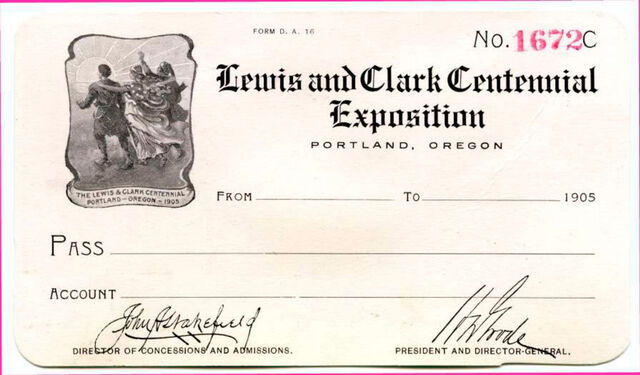 FORM D. A. 16
No. 1672C
Lewis and Clark Centennial
Exposition
PORTLAND, OREGON
THE LEWIS & CLARK CENTENNIAL
PORTLAND - OREGON - 1905
FROM TO 1905
PASS
ACCOUNT
John A Wakefield
DIRECTOR OF CONCESSIONS AND ADMISSIONS.
PRESIDENT AND DIRECTOR-GENERAL.